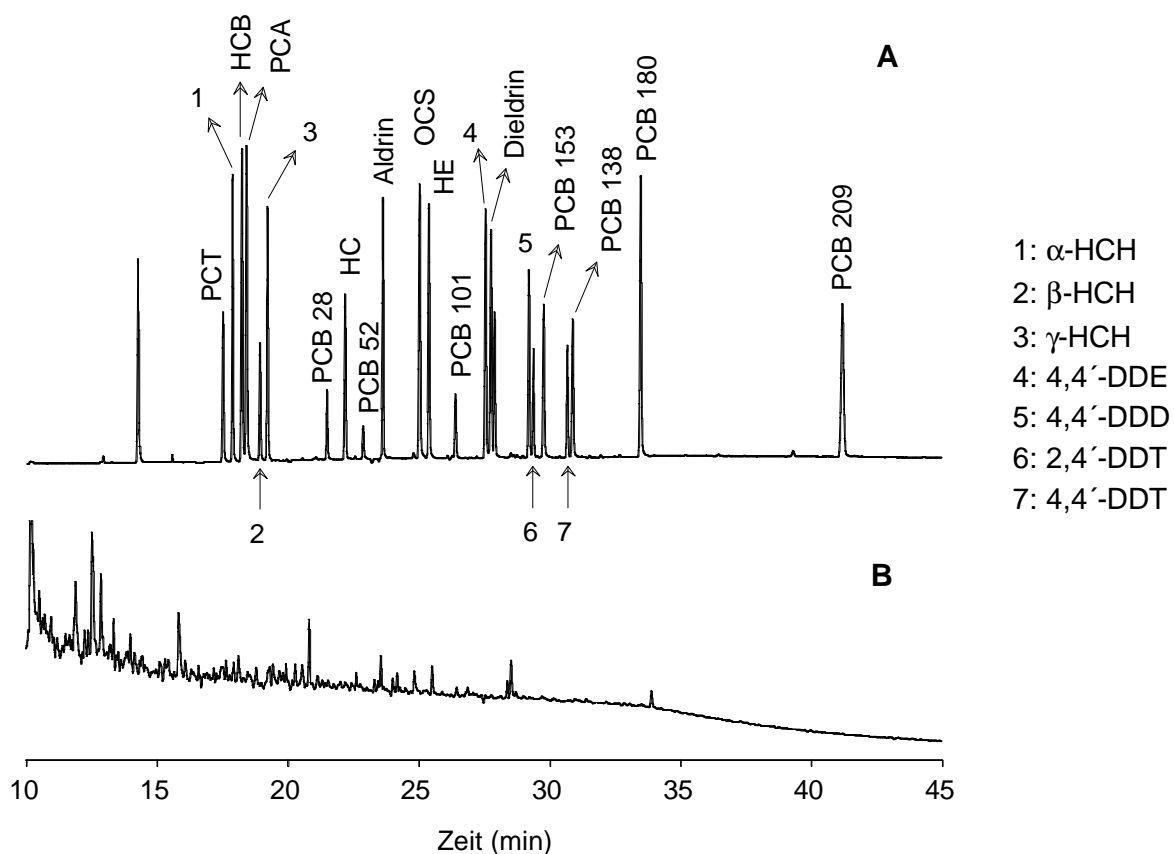 A
HCB
PCA
1
3
PCT
PCB 28
HC
PCB 52
Aldrin
OCS
HE
PCB 101
4
Dieldrin
5
PCB 153
PCB 138
PCB 180
PCB 209
2
6
7
1: α-HCH
2: β-HCH
3: γ-HCH
4: 4,4´-DDE
5: 4,4´-DDD
6: 2,4´-DDT
7: 4,4´-DDT
B
10 15 20 25 30 35 40 45
Zeit (min)